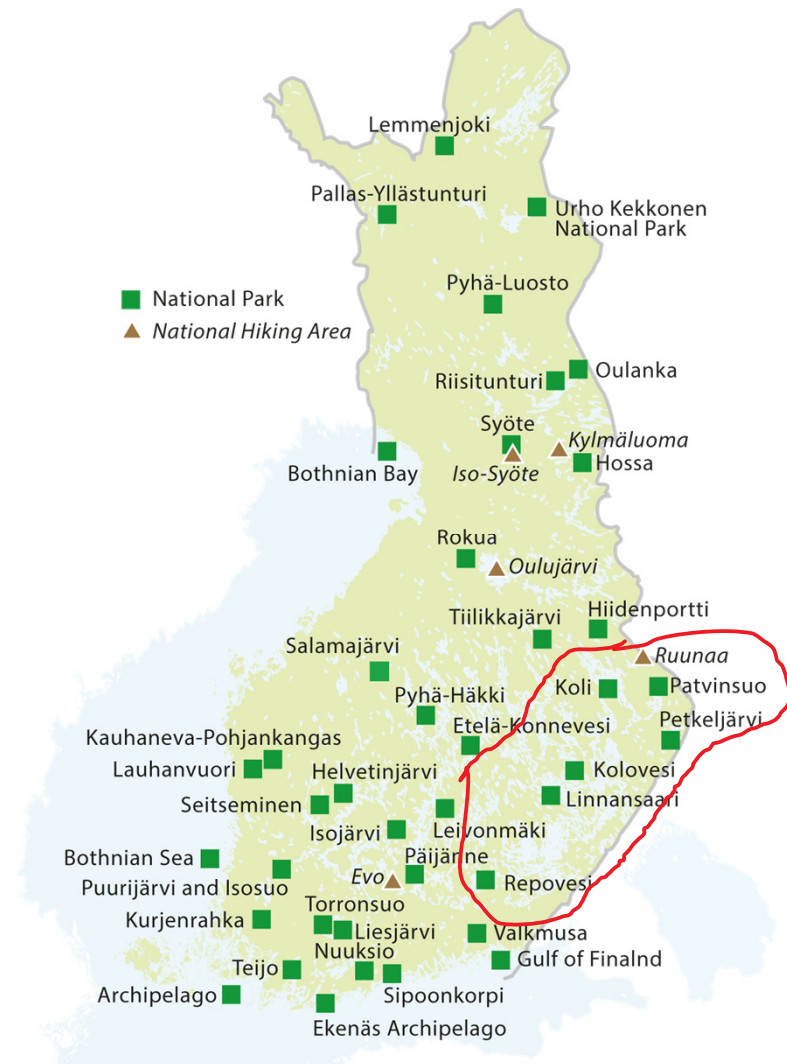 Lemmenjoki
Pallas-Yllästunturi
Urho Kekkonen
National Park
Pyhä-Luosto
National Park
National Hiking Area
Oulanka
Riisitunturi
Syöte
Kylmäluoma
Iso-Syöte
Hossa
Bothnian Bay
Rokua
Oulujärvi
Hiidenportti
Tiilikkajärvi
Salamajärvi
Ruunaa
Koli
Patvinsuo
Pyhä-Häkki
Etelä-Konnevesi
Petkeljärvi
Kauhaneva-Pohjankangas
Lauhanvuori
Helvetinjärvi
Kolovesi
Seitseminen
Linnansaari
Isojärvi
Leivonmäki
Bothnian Sea
Päijänne
Puurijärvi and Isosuo
Evo
Repovesi
Torronsuo
Kurjenrahka
Liesjärvi
Valkmusa
Nuuksio
Gulf of Finalnd
Teijo
Archipelago
Sipoonkorpi
Ekenäs Archipelago